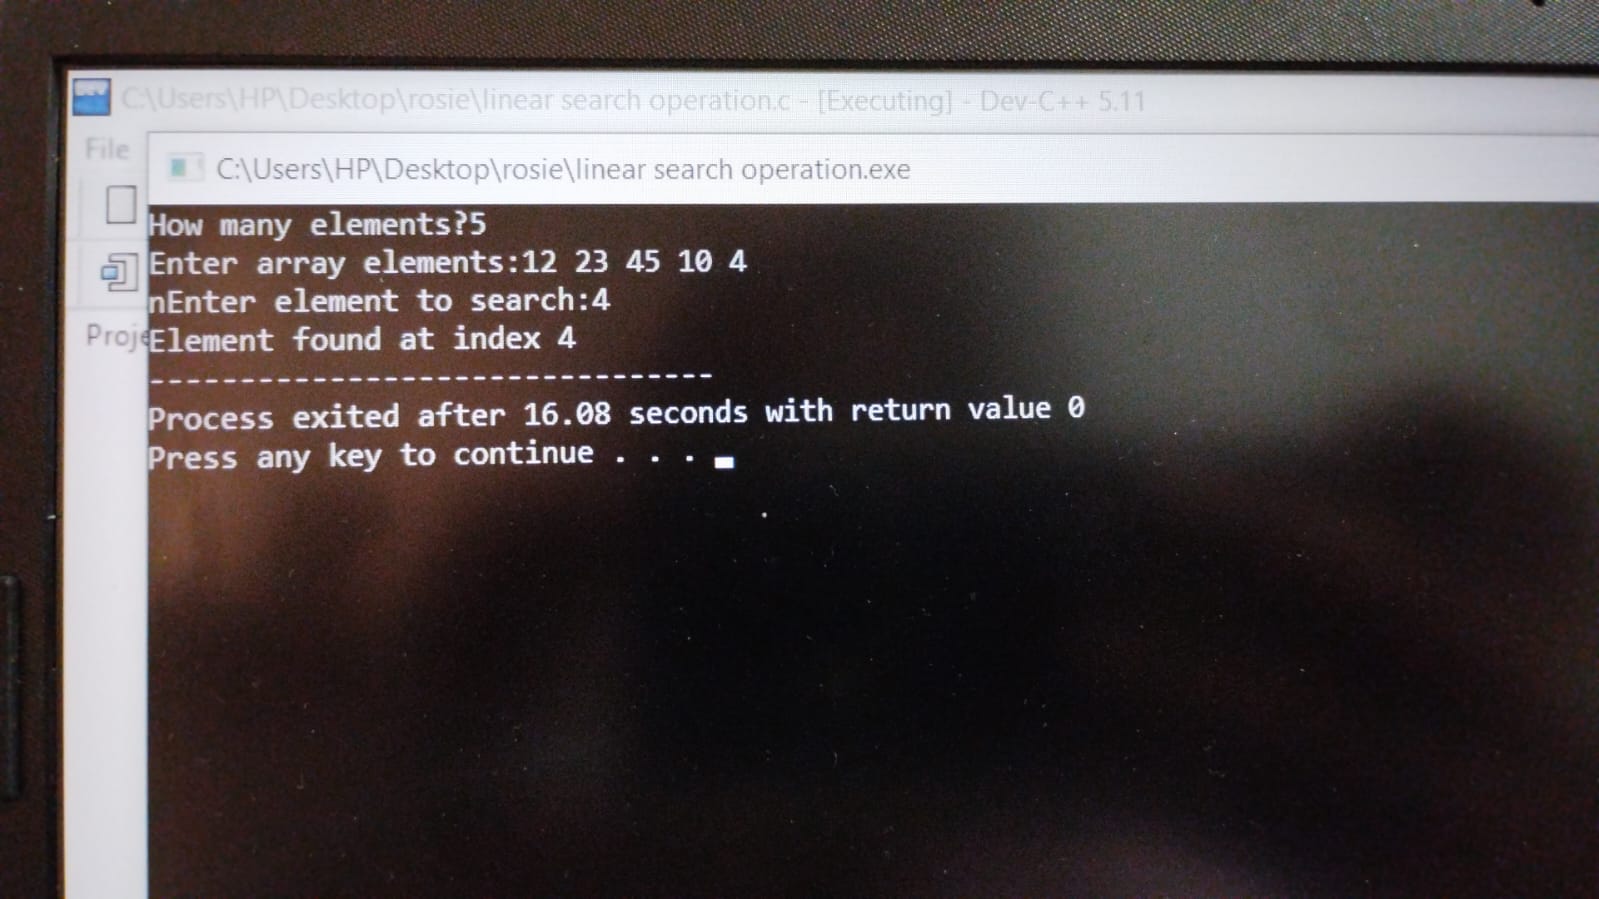 C:\Users\HP\Desktop\rosie\linear search operation.c - [Executing] - Dev-C++ 5.11
File
C:\Users\HP\Desktop\rosie\linear search operation.exe
How many elements?5
Enter array elements:12 23 45 10 4
nEnter element to search:4
Proje
Element found at index 4
--------------------------------
Process exited after 16.08 seconds with return value 0
Press any key to continue . . .